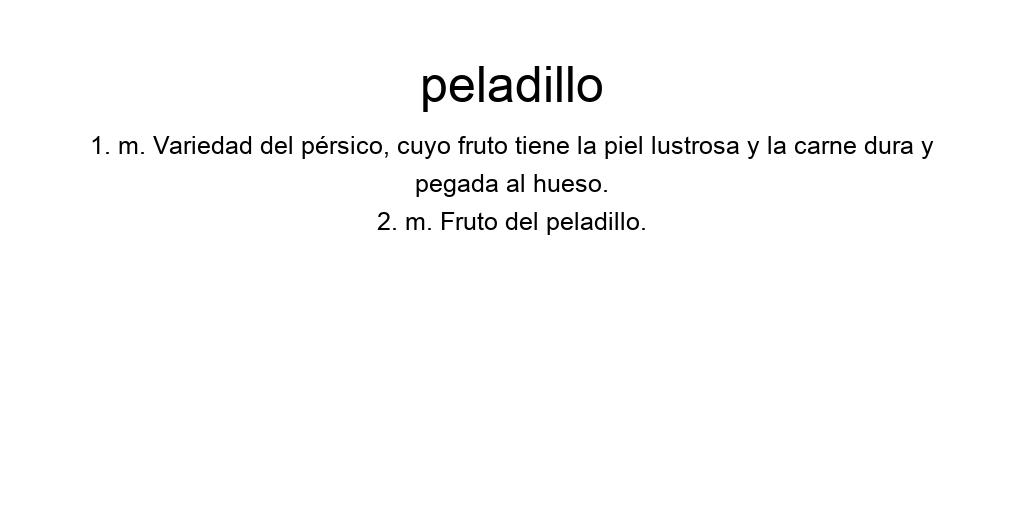 peladillo
1. m. Variedad del pérsico, cuyo fruto tiene la piel lustrosa y la carne dura y
pegada al hueso.
2. m. Fruto del peladillo.